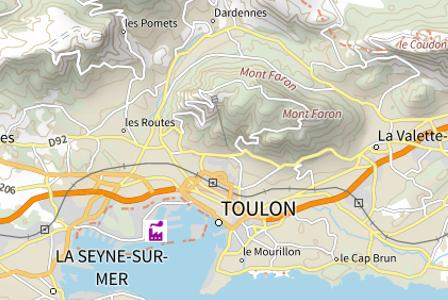 les Pomets
Dardennes
le Coudon
Mont Faron
Mont Faron
les Routes
D92
La Valette-
es
206
TOULON
LA SEYNE-SUR-
MER
le Mourillon
le Cap Brun